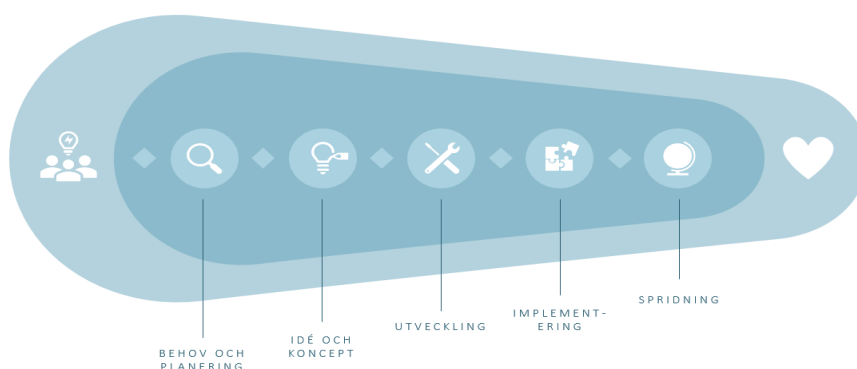 BEHOV OCH
PLANERING
IDÉ OCH
KONCEPT
UTVECKLING
IMPLEMENT-
ERING
SPRIDNING